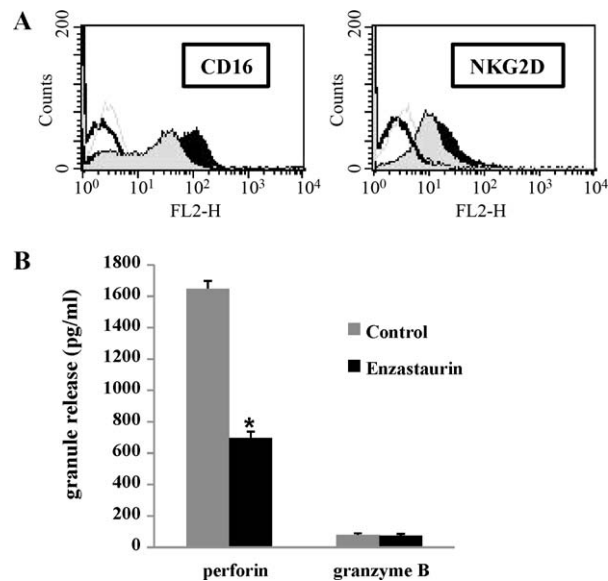 A
200
Counts
0
CD16
10^0 10^1 10^2 10^3 10^4
FL2-H
200
Counts
0
NKG2D
10^0 10^1 10^2 10^3 10^4
FL2-H
B
granule release (pg/ml)
1800
1600
1400
1200
1000
800
600
400
200
0
*
Control
Enzastaurin
perforin granzyme B